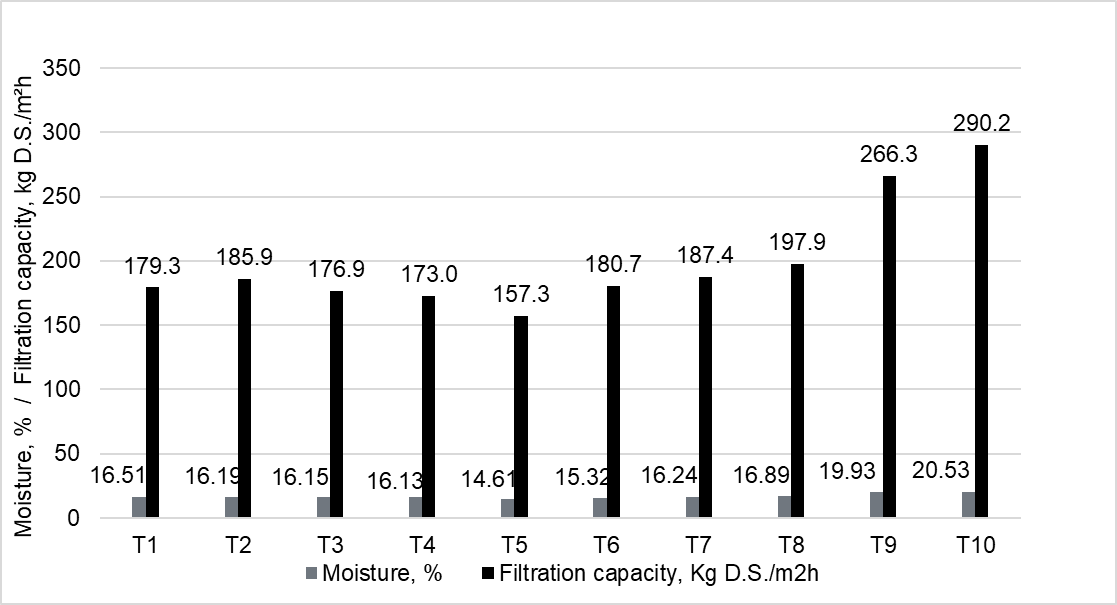 Moisture, % / Filtration capacity, kg D.S./m²h
350
300
250
200
150
100
50
0
179.3 185.9 176.9 173.0 157.3 180.7 187.4 197.9 266.3 290.2
16.51 16.19 16.15 16.13 14.61 15.32 16.24 16.89 19.93 20.53
T1 T2 T3 T4 T5 T6 T7 T8 T9 T10
Moisture, % Filtration capacity, Kg D.S./m2h